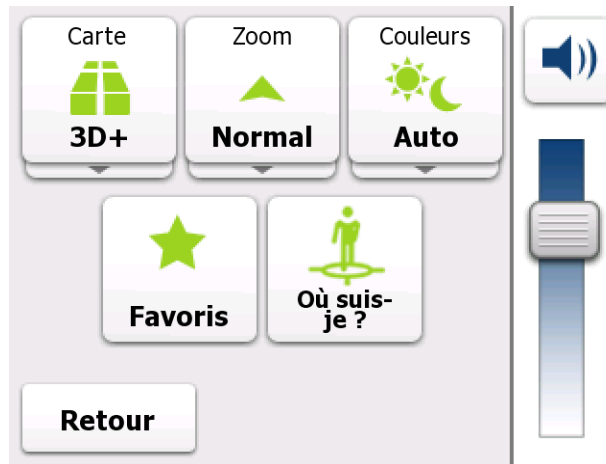 Carte
3D+
Zoom
Normal
Couleurs
Auto
Favoris
Où suis-
je ?
Retour